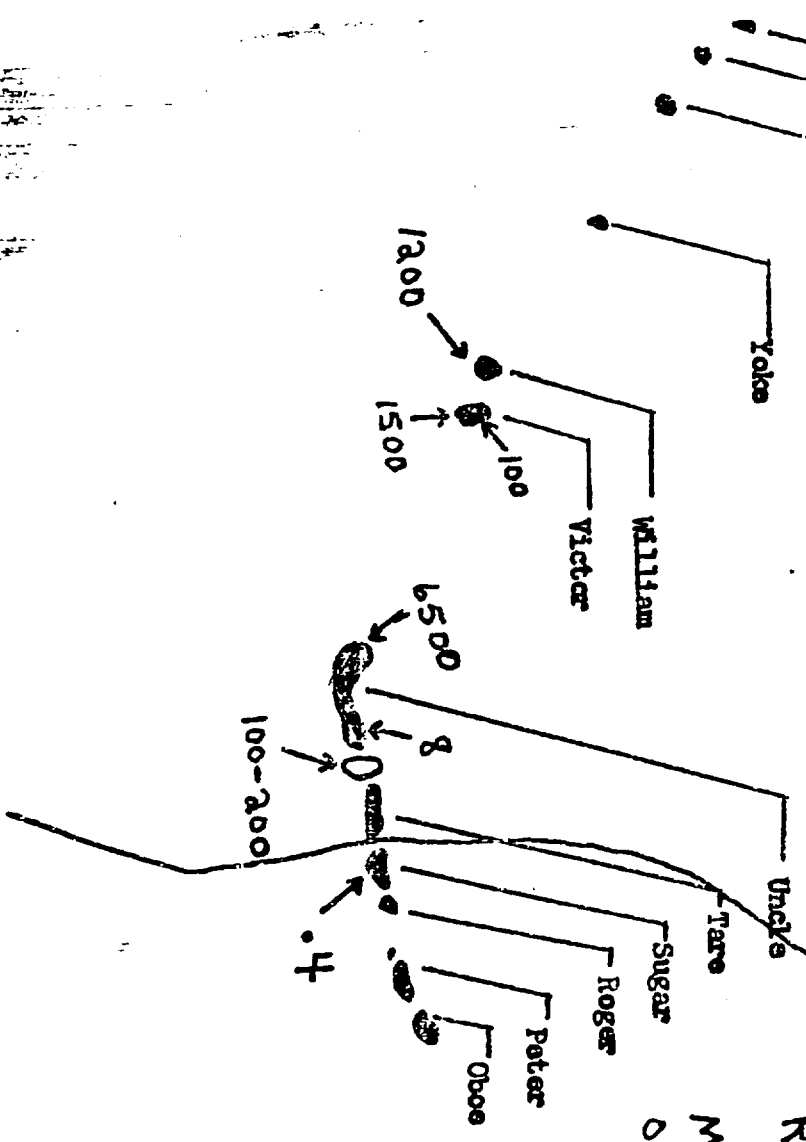 Yoke
1200
1500
100
William
Victor
6500
8
100-200
Uncle
Tare
Sugar
.4
Roger
Peter
Oboe
M
O